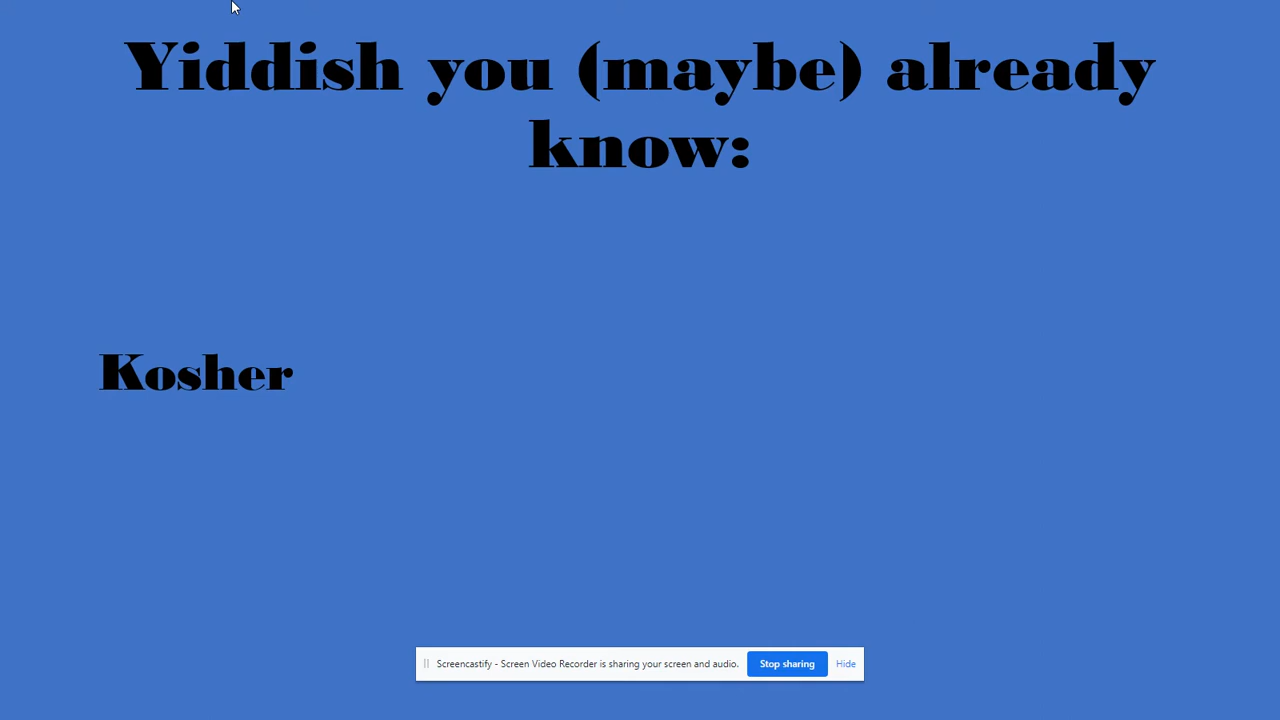 Yiddish you (maybe) already
know:
Kosher
Screencastify - Screen Video Recorder is sharing your screen and audio. Stop sharing Hide